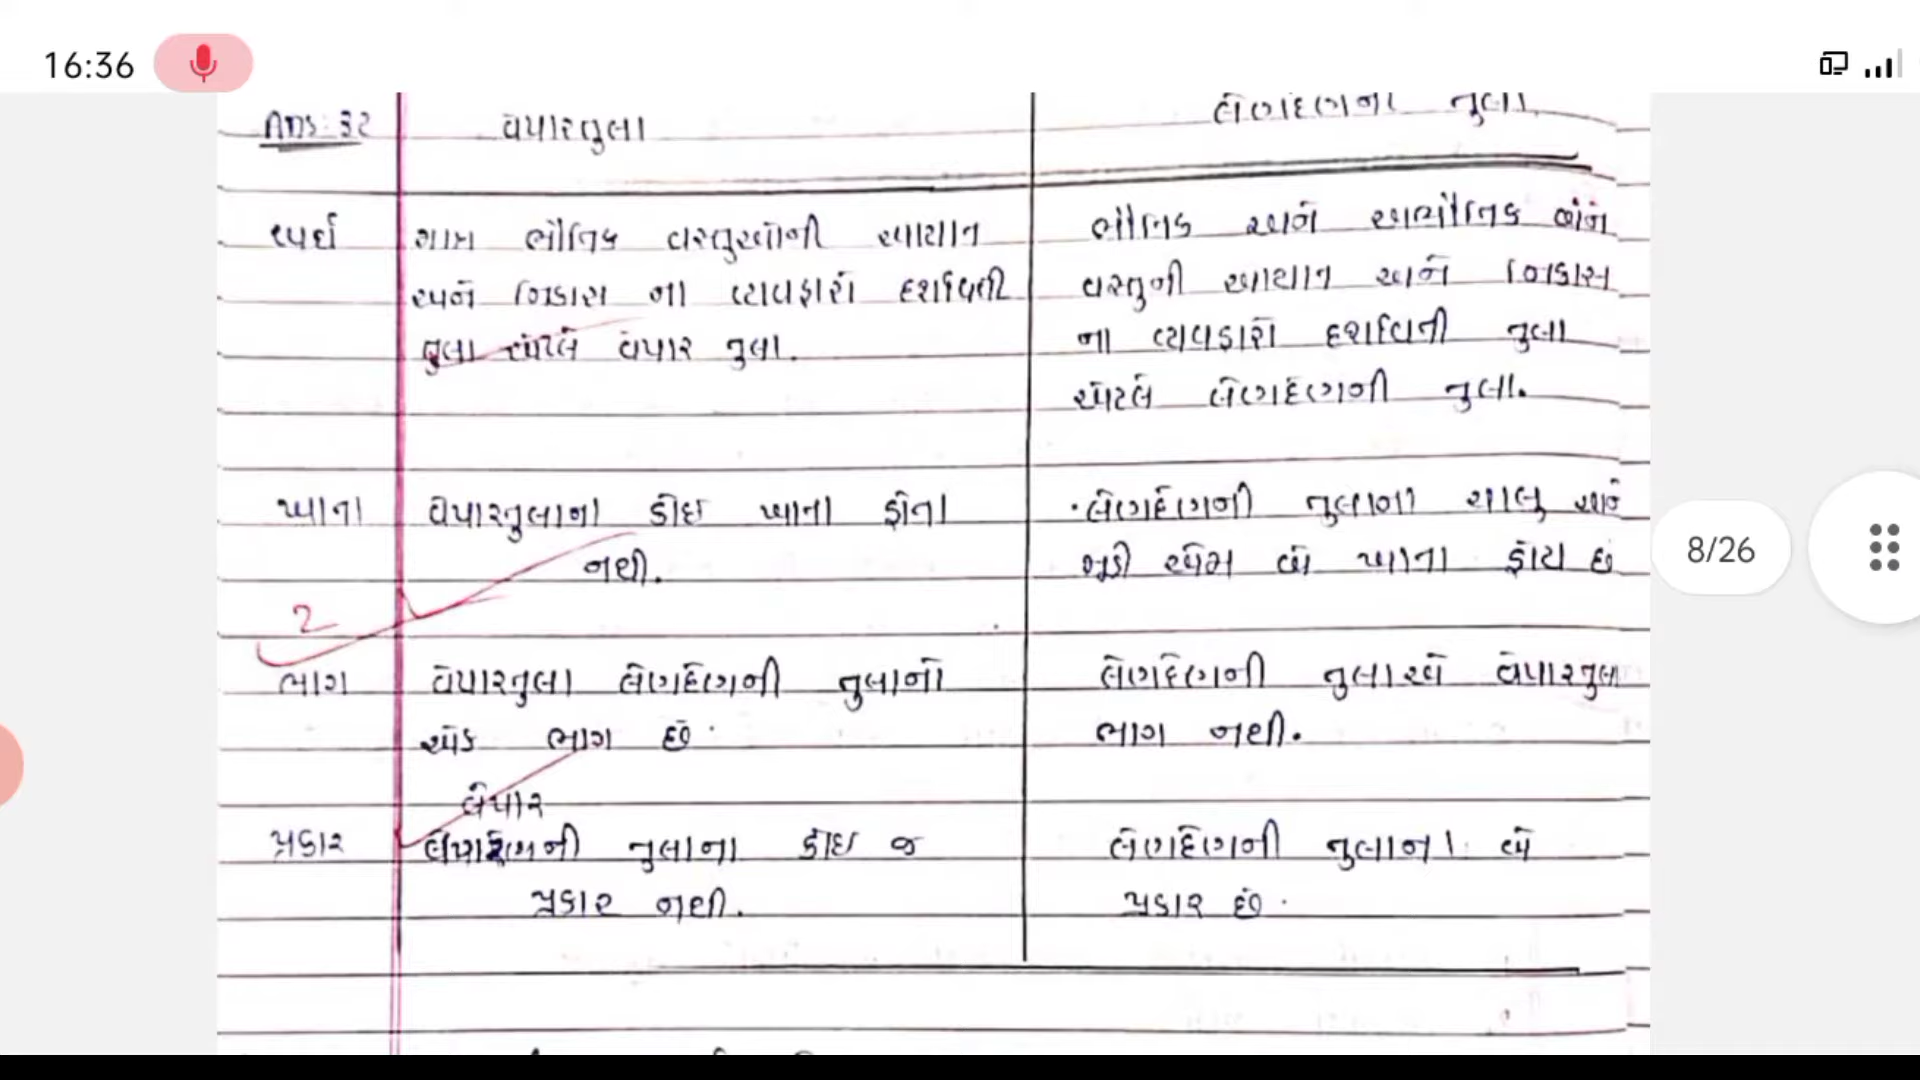 16:36
Ans:32 વેપારતુલા લેણદેણની તુલા
અર્થ માત્ર ભૌતિક વસ્તુઓની આયાત
અને નિકાસ ના વ્યવહારો દર્શાવતી
તુલા એટલે વેપાર તુલા.
ભૌતિક અને અભૌતિક બંને
વસ્તુની આયાત અને નિકાસ
ના વ્યવહારો દર્શાવતી તુલા
એટલે લેણદેણની તુલા.
ખાતા વેપારતુલાના કોઇ ખાતા હોતા
નથી.
લેણદેણની તુલાના ચાલુ અને
મૂડી એમ બે ખાતા હોય છે
8/26
2
ભાગ વેપારતુલા લેણદેણની તુલાનો
એક ભાગ છે.
લેણદેણની તુલાએ વેપારતુલા
ભાગ નથી.
વેપાર
પ્રકાર ની તુલાના કોઇ જ
પ્રકાર નથી.
લેણદેણની તુલાના બે
પ્રકાર છે.